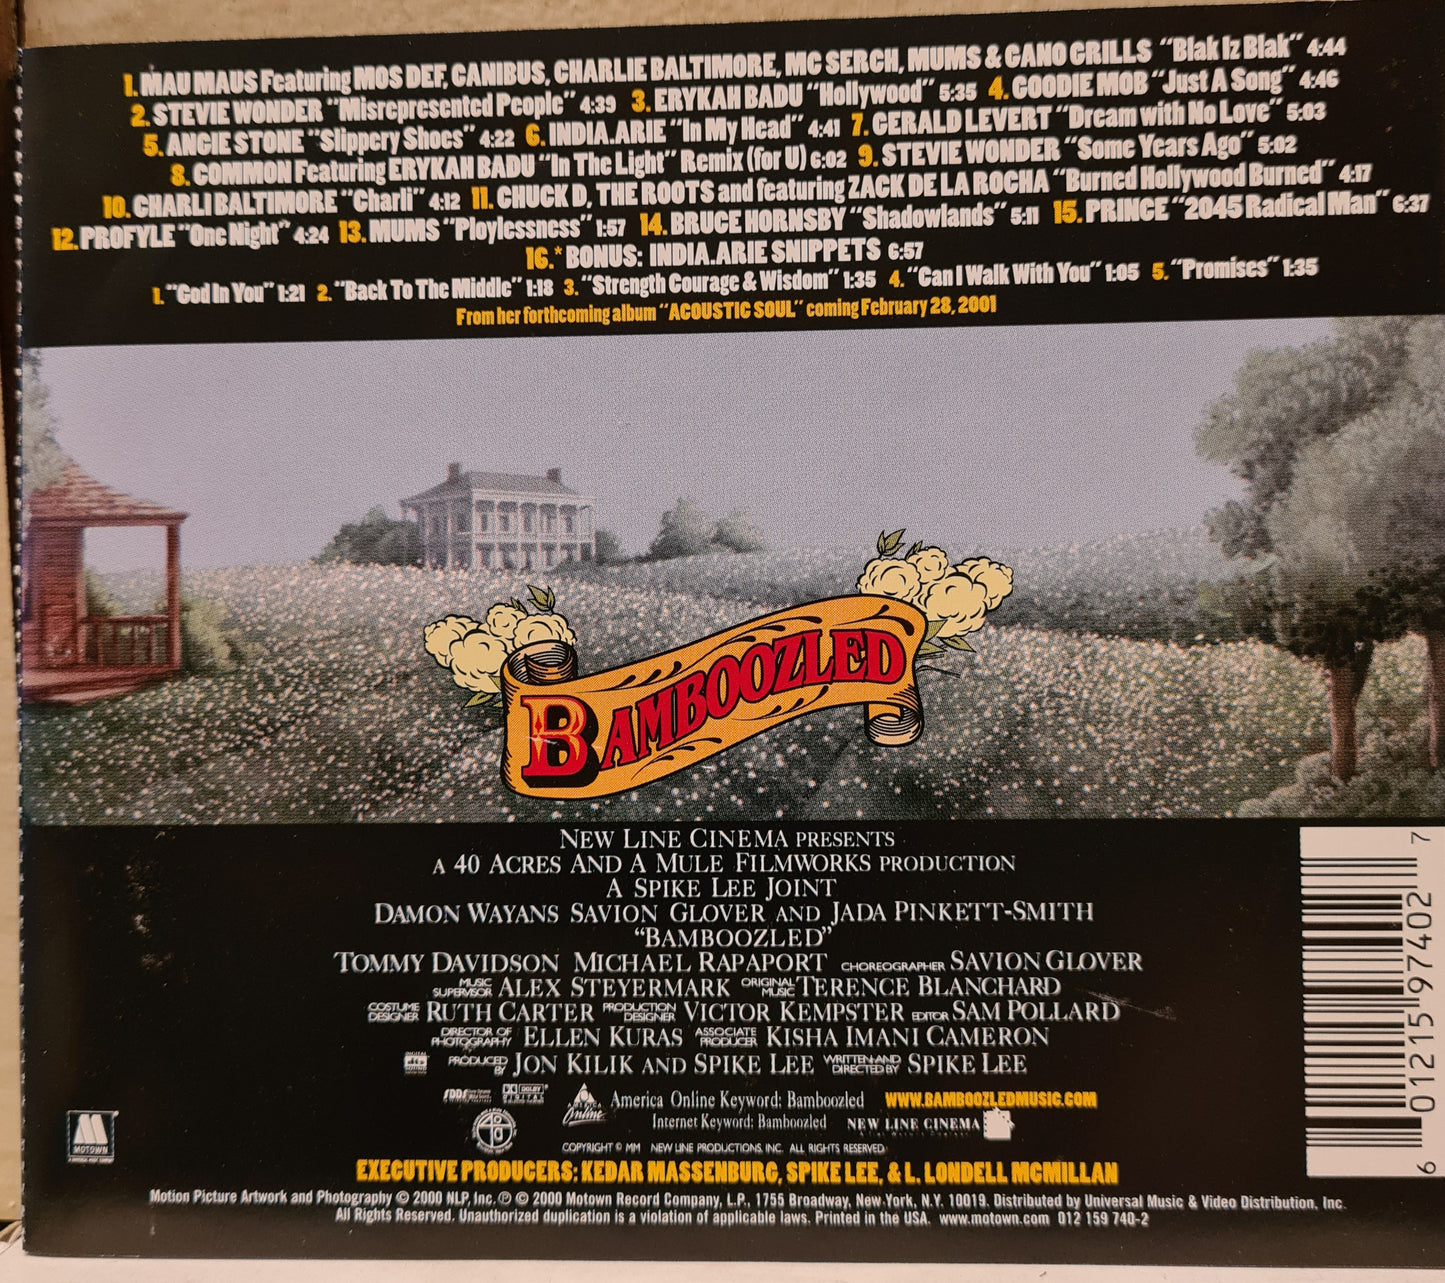 1. MAU MAUS Featuring MOS DEF, CANIBUS, CHARLIE BALTIMORE, MC SERCH, MUMS & GANO GRILLS "Blak Iz Blak" 4:44
2. STEVIE WONDER "Misrepresented People" 4:39 3. ERYKAH BADU "Hollywood" 5:35 4. GOODIE MOB "Just A Song" 4:46
5. ANGIE STONE "Slippery Shoes" 4:22 6. INDIA.ARIE "In My Head" 4:41 7. GERALD LEVERT "Dream with No Love" 5:03
8. COMMON Featuring ERYKAH BADU "In The Light" Remix (for U) 6:02 9. STEVIE WONDER "Some Years Ago" 5:02
10. CHARLI BALTIMORE "Charli" 4:12 11. CHUCK D, THE ROOTS and featuring ZACK DE LA ROCHA "Burned Hollywood Burned" 4:17
12. PROFYLE "One Night" 4:24 13. MUMS "Ploylessness" 1:57 14. BRUCE HORNSBY "Shadowlands" 5:11 15. PRINCE "2045 Radical Man" 6:37
16.* BONUS: INDIA.ARIE SNIPPETS 6:57
1. "God In You" 1:21 2. "Back To The Middle" 1:18 3. "Strength Courage & Wisdom" 1:35 4. "Can I Walk With You" 1:05 5. "Promises" 1:35
From her forthcoming album "ACOUSTIC SOUL" coming February 28, 2001
BAMBOOZLED
NEW LINE CINEMA PRESENTS
A 40 ACRES AND A MULE FILMWORKS PRODUCTION
A SPIKE LEE JOINT
DAMON WAYANS SAVION GLOVER AND JADA PINKETT-SMITH
"BAMBOOZLED"
TOMMY DAVIDSON MICHAEL RAPAPORT CHOREOGRAPHER SAVION GLOVER
MUSIC SUPERVISOR ALEX STEYERMARK ORIGINAL MUSIC TERENCE BLANCHARD
COSTUME DESIGNER RUTH CARTER PRODUCTION DESIGNER VICTOR KEMPSTER EDITOR SAM POLLARD
DIRECTOR OF PHOTOGRAPHY ELLEN KURAS ASSOCIATE PRODUCER KISHA IMANI CAMERON
PRODUCED BY JON KILIK AND SPIKE LEE WRITTEN AND DIRECTED BY SPIKE LEE
SDDS DOLBY DIGITAL AMERICA Online America Online Keyword: Bamboozled WWW.BAMBOOZLEDMUSIC.COM
Internet Keyword: Bamboozled NEW LINE CINEMA
COPYRIGHT © MM NEW LINE PRODUCTIONS, INC. ALL RIGHTS RESERVED
MOTOWN
EXECUTIVE PRODUCERS: KEDAR MASSENBURG, SPIKE LEE, & L. LONDELL MCMILLAN
Motion Picture Artwork and Photography © 2000 NLP, Inc. ℗ © 2000 Motown Record Company, L.P., 1755 Broadway, New York, N.Y. 10019. Distributed by Universal Music & Video Distribution, Inc.
All Rights Reserved. Unauthorized duplication is a violation of applicable laws. Printed in the USA. www.motown.com 012 159 740-2
6 01215 97402 7